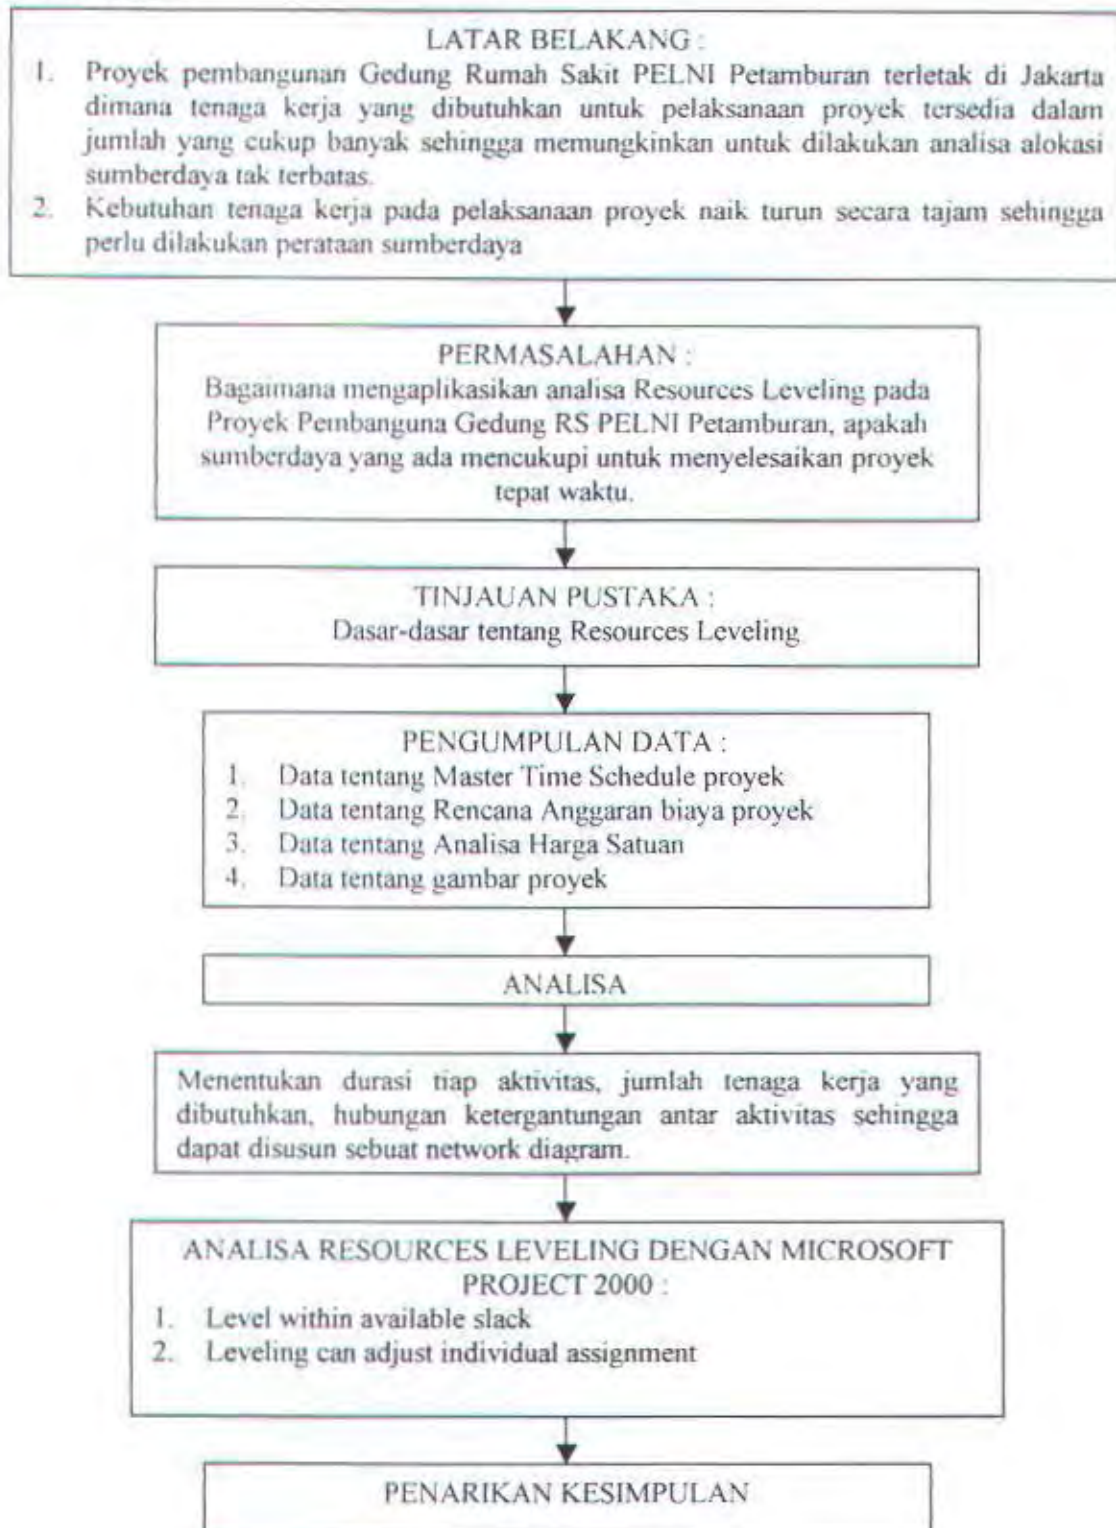 LATAR BELAKANG :
1. Proyek pembangunan Gedung Rumah Sakit PELNI Petamburan terletak di Jakarta
dimana tenaga kerja yang dibutuhkan untuk pelaksanaan proyek tersedia dalam
jumlah yang cukup banyak sehingga memungkinkan untuk dilakukan analisa alokasi
sumberdaya tak terbatas.
2. Kebutuhan tenaga kerja pada pelaksanaan proyek naik turun secara tajam sehingga
perlu dilakukan perataan sumberdaya
PERMASALAHAN :
Bagaimana mengaplikasikan analisa Resources Leveling pada
Proyek Pembanguna Gedung RS PELNI Petamburan, apakah
sumberdaya yang ada mencukupi untuk menyelesaikan proyek
tepat waktu.
TINJAUAN PUSTAKA :
Dasar-dasar tentang Resources Leveling
PENGUMPULAN DATA :
1. Data tentang Master Time Schedule proyek
2. Data tentang Rencana Anggaran biaya proyek
3. Data tentang Analisa Harga Satuan
4. Data tentang gambar proyek
ANALISA
Menentukan durasi tiap aktivitas, jumlah tenaga kerja yang
dibutuhkan, hubungan ketergantungan antar aktivitas sehingga
dapat disusun sebuat network diagram.
ANALISA RESOURCES LEVELING DENGAN MICROSOFT
PROJECT 2000 :
1. Level within available slack
2. Leveling can adjust individual assignment
PENARIKAN KESIMPULAN